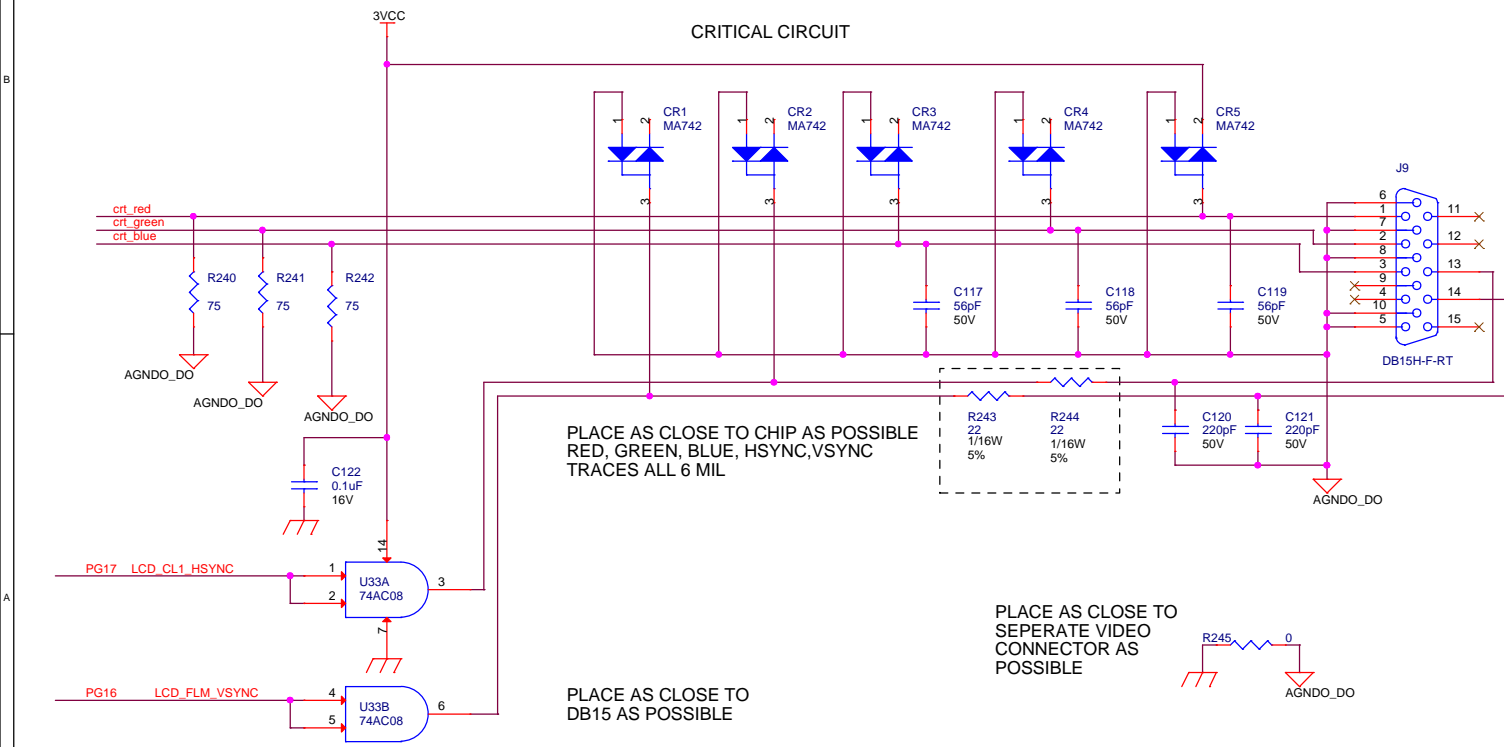 3VCC
CRITICAL CIRCUIT
B
CR1
MA742
1
2
3
CR2
MA742
1
2
3
CR3
MA742
1
2
3
CR4
MA742
1
2
3
CR5
MA742
1
2
3
J9
6
1
7
2
8
3
9
4
10
5
11
12
13
14
15
DB15H-F-RT
crt_red
crt_green
crt_blue
R240
75
R241
75
R242
75
AGNDO_DO
AGNDO_DO
AGNDO_DO
C117
56pF
50V
C118
56pF
50V
C119
56pF
50V
PLACE AS CLOSE TO CHIP AS POSSIBLE
RED, GREEN, BLUE, HSYNC,VSYNC
TRACES ALL 6 MIL
R243
22
1/16W
5%
R244
22
1/16W
5%
C120
220pF
50V
C121
220pF
50V
AGNDO_DO
C122
0.1uF
16V
A
PG17 LCD_CL1_HSYNC
1
2
14
U33A
74AC08
3
7
PG16 LCD_FLM_VSYNC
4
5
U33B
74AC08
6
PLACE AS CLOSE TO
DB15 AS POSSIBLE
PLACE AS CLOSE TO
SEPERATE VIDEO
CONNECTOR AS
POSSIBLE
R245
0
AGNDO_DO